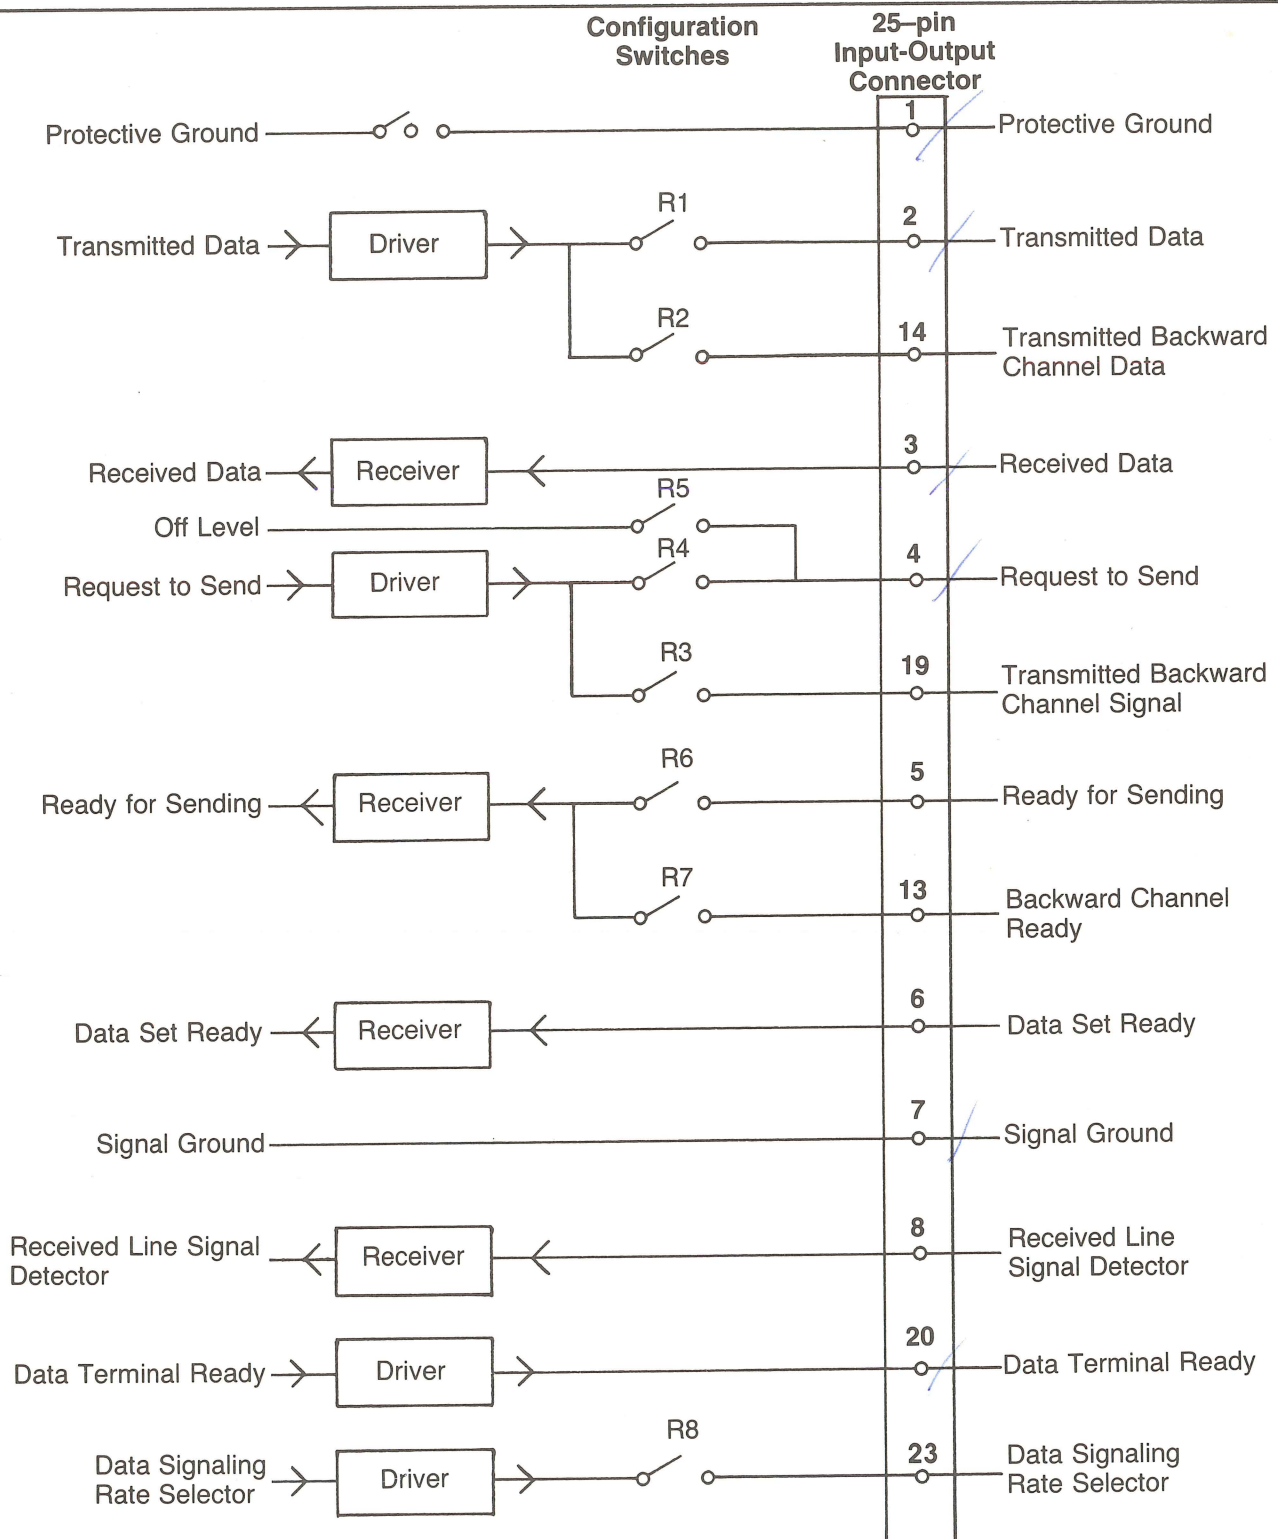 Configuration
Switches
25–pin
Input-Output
Connector
Protective Ground
1
Protective Ground
Transmitted Data
Driver
R1
2
Transmitted Data
R2
14
Transmitted Backward
Channel Data
Received Data
Receiver
3
Received Data
Off Level
R5
Request to Send
Driver
R4
4
Request to Send
R3
19
Transmitted Backward
Channel Signal
Ready for Sending
Receiver
R6
5
Ready for Sending
R7
13
Backward Channel
Ready
Data Set Ready
Receiver
6
Data Set Ready
Signal Ground
7
Signal Ground
Received Line Signal
Detector
Receiver
8
Received Line
Signal Detector
Data Terminal Ready
Driver
20
Data Terminal Ready
Data Signaling
Rate Selector
Driver
R8
23
Data Signaling
Rate Selector